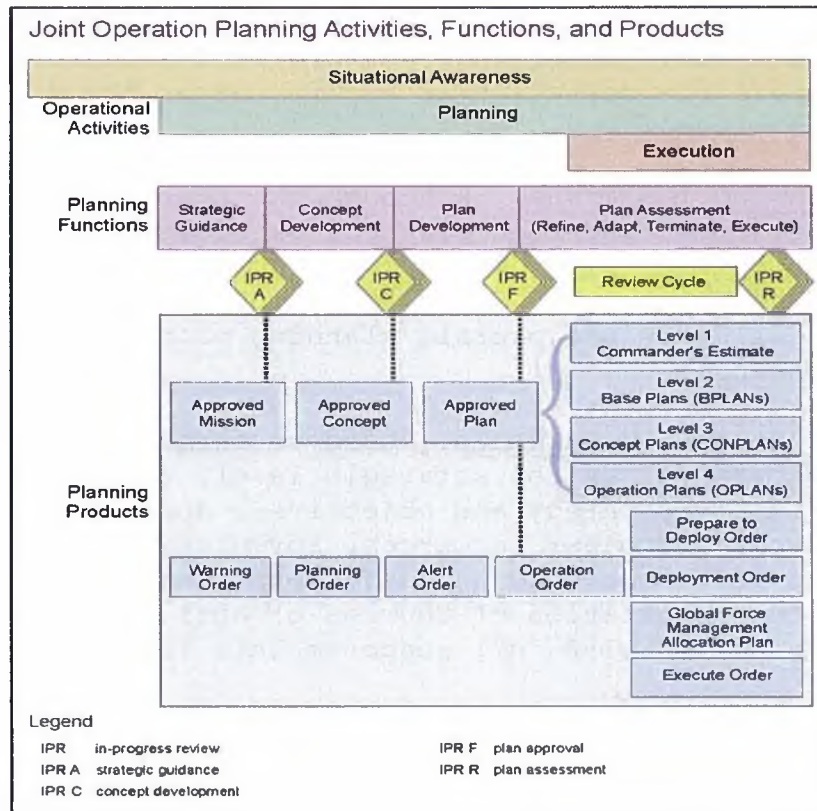 Joint Operation Planning Activities, Functions, and Products
Situational Awareness
Operational
Activities
Planning
Execution
Planning
Functions
Strategic
Guidance
Concept
Development
Plan
Development
Plan Assessment
(Refine, Adapt, Terminate, Execute)
IPR
A
IPR
C
IPR
F
Review Cycle
IPR
R
Planning
Products
Approved
Mission
Approved
Concept
Approved
Plan
Level 1
Commander's Estimate
Level 2
Base Plans (BPLANs)
Level 3
Concept Plans (CONPLANs)
Level 4
Operation Plans (OPLANs)
Prepare to
Deploy Order
Warning
Order
Planning
Order
Alert
Order
Operation
Order
Deployment Order
Global Force
Management
Allocation Plan
Execute Order
Legend
IPR in-progress review
IPR A strategic guidance
IPR C concept development
IPR F plan approval
IPR R plan assessment